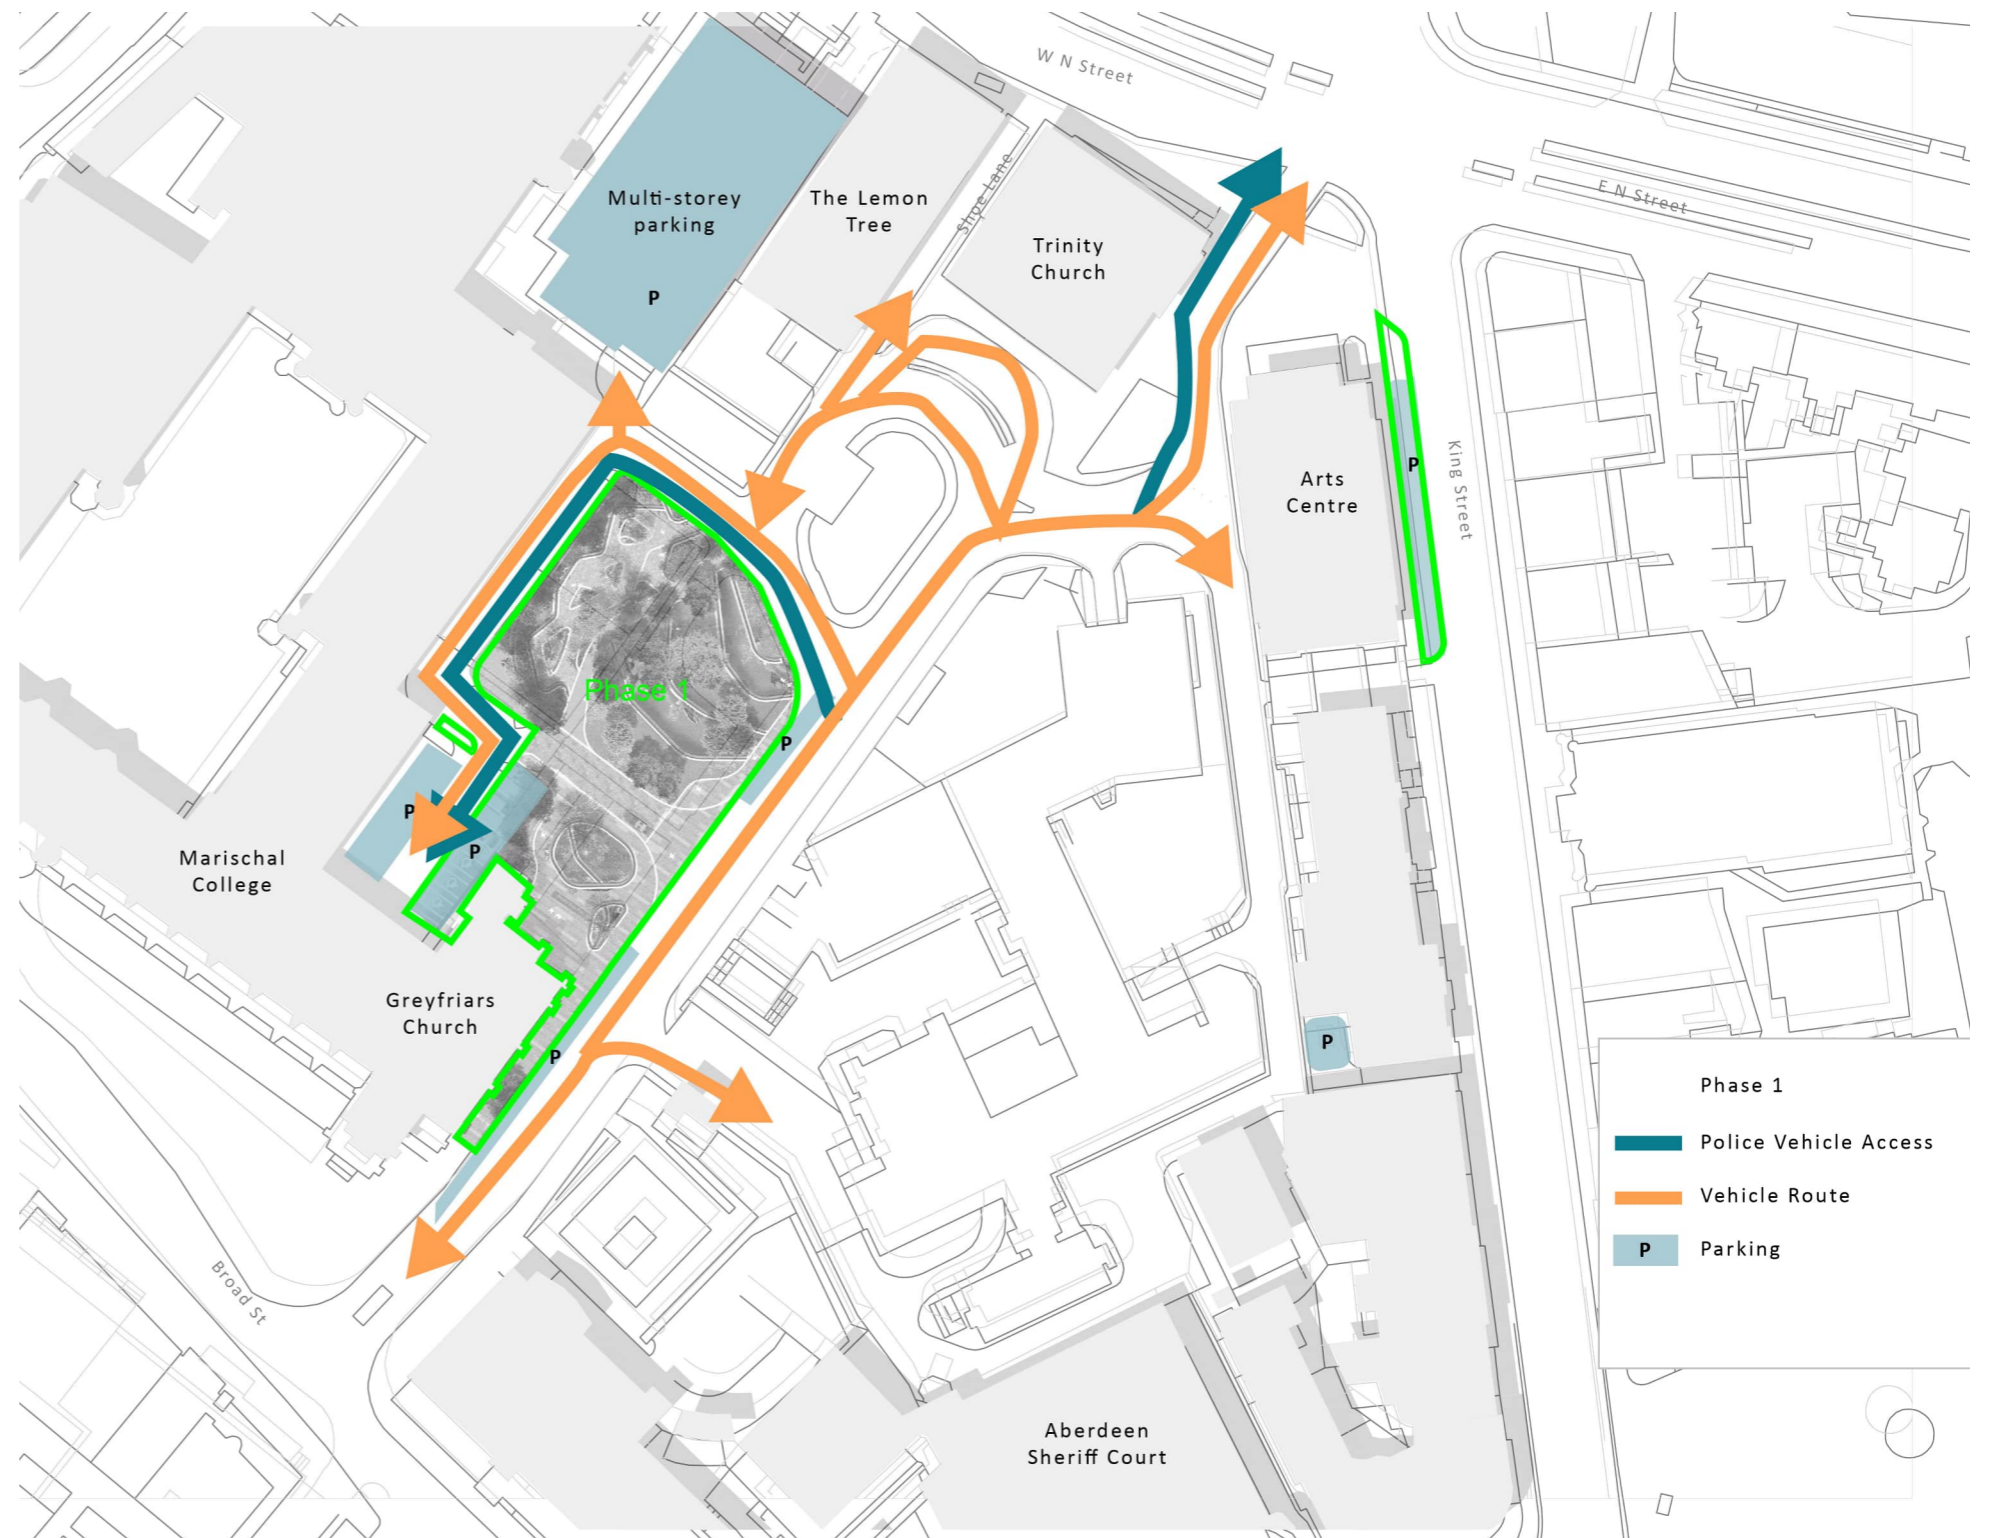 W N Street
E N Street
Multi-storey
parking
P
The Lemon
Tree
Shoe Lane
Trinity
Church
Arts
Centre
P
King Street
Phase 1
P
P
P
Marischal
College
Greyfriars
Church
P
P
Broad St
Aberdeen
Sheriff Court
Phase 1
Police Vehicle Access
Vehicle Route
P
Parking